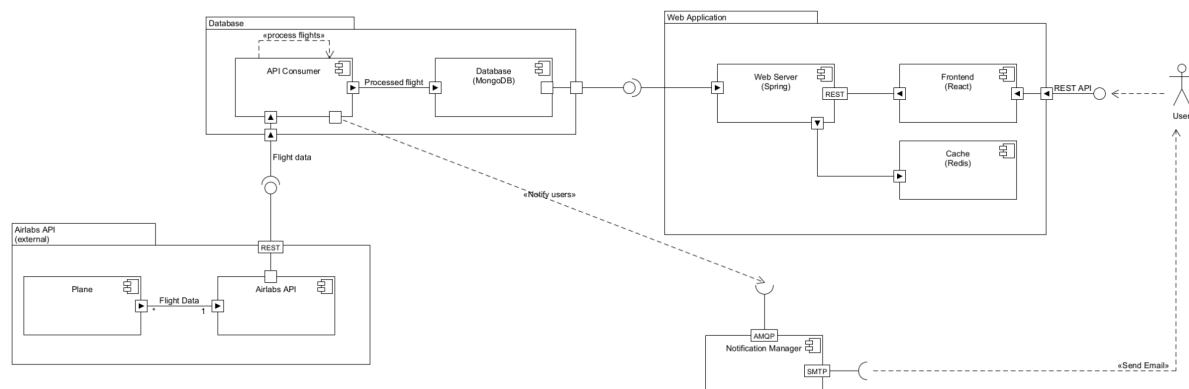 Database
Web Application
«process flights»
API Consumer
Processed flight
Database
(MongoDB)
Web Server
(Spring)
REST
Frontend
(React)
REST API
User
Cache
(Redis)
Flight data
«Notify users»
Airlabs API
(external)
REST
Plane
Flight Data
*
1
Airlabs API
AMQP
Notification Manager
SMTP
«Send Email»